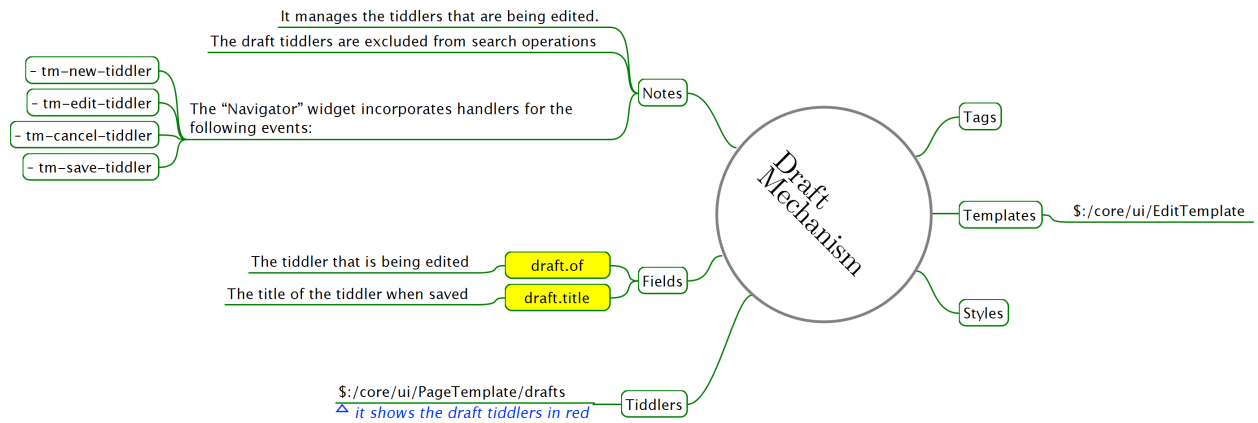 It manages the tiddlers that are being edited.
The draft tiddlers are excluded from search operations
- tm-new-tiddler
- tm-edit-tiddler
- tm-cancel-tiddler
- tm-save-tiddler
The “Navigator” widget incorporates handlers for the
following events:
Notes
Tags
Draft
Mechanism
Templates
$:/core/ui/EditTemplate
The tiddler that is being edited
draft.of
The title of the tiddler when saved
draft.title
Fields
Styles
$:/core/ui/PageTemplate/drafts
it shows the draft tiddlers in red
Tiddlers